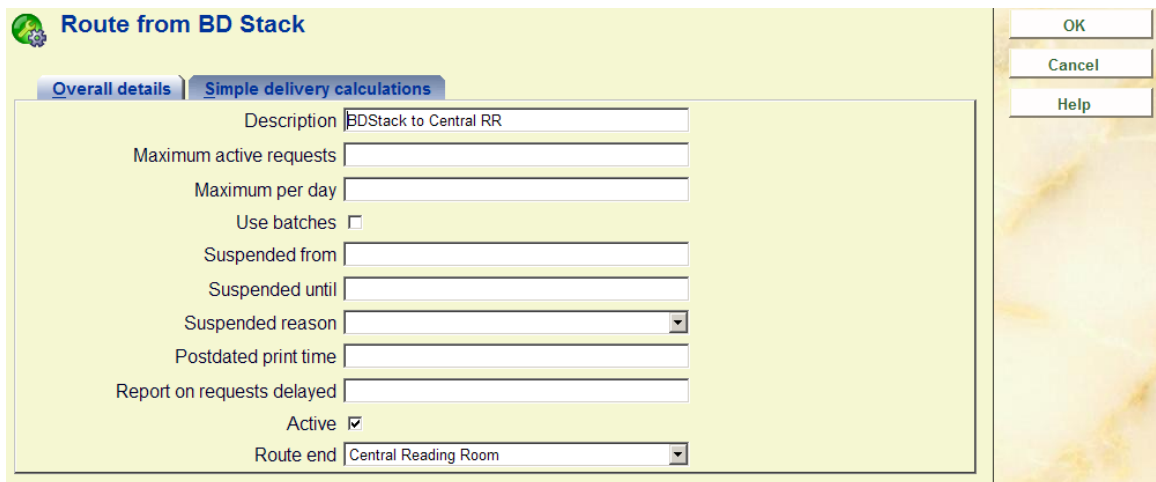 Route from BD Stack
OK
Cancel
Help
Overall details
Simple delivery calculations
Description BDStack to Central RR
Maximum active requests
Maximum per day
Use batches
Suspended from
Suspended until
Suspended reason
Postdated print time
Report on requests delayed
Active
Route end Central Reading Room